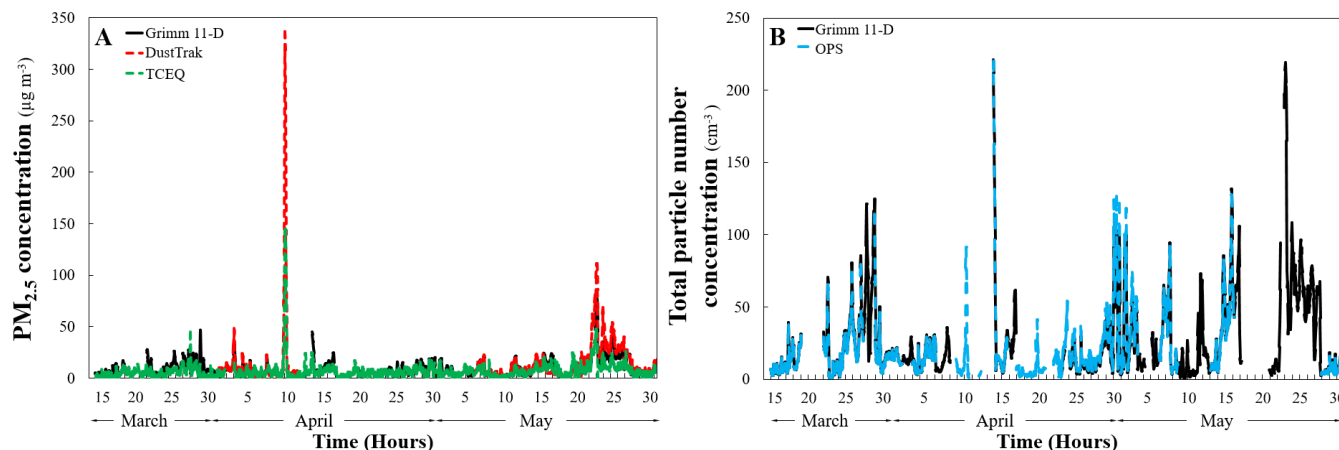 A
Grimm 11-D
DustTrak
TCEQ
PM2.5 concentration (μg m-3)
350
300
250
200
150
100
50
0
15 20 25 30 5 10 15 20 25 30 5 10 15 20 25 30
March April May
Time (Hours)
B
Grimm 11-D
OPS
Total particle number
concentration (cm-3)
250
200
150
100
50
0
15 20 25 30 5 10 15 20 25 30 5 10 15 20 25 30
March April May
Time (Hours)